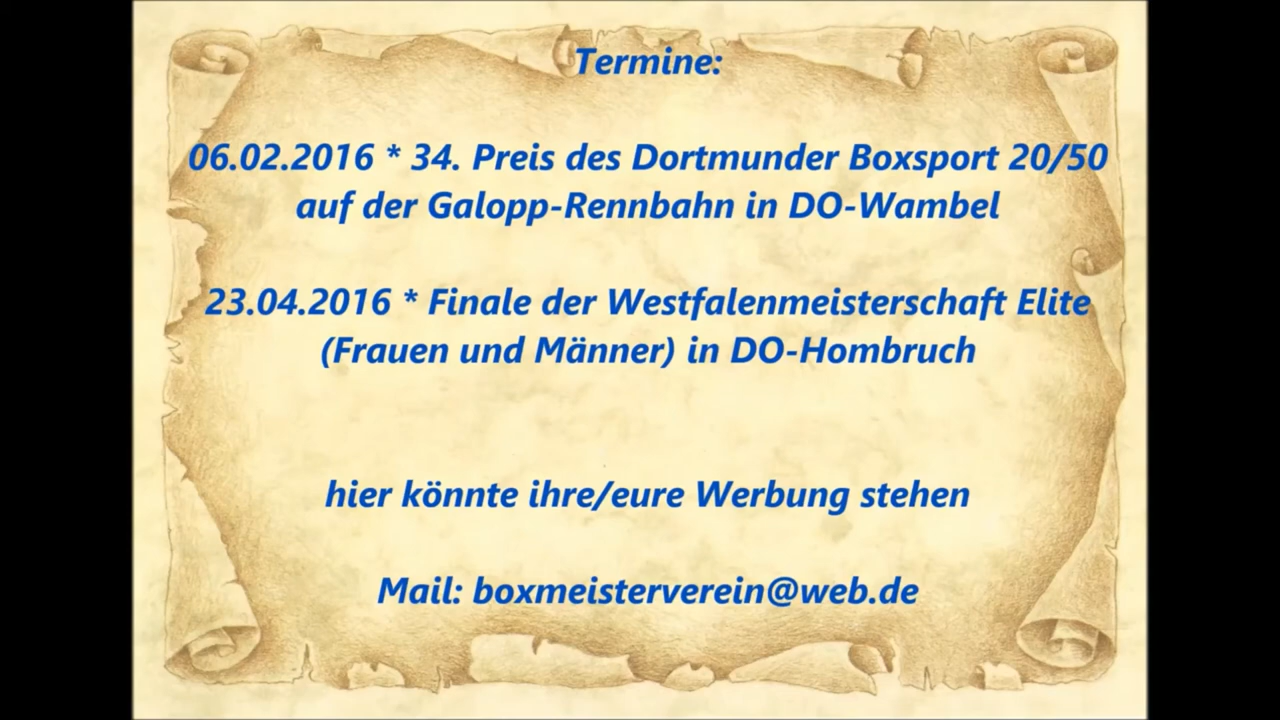 Termine:
06.02.2016 * 34. Preis des Dortmunder Boxsport 20/50
auf der Galopp-Rennbahn in DO-Wambel
23.04.2016 * Finale der Westfalenmeisterschaft Elite
(Frauen und Männer) in DO-Hombruch
hier könnte ihre/eure Werbung stehen
Mail: boxmeisterverein@web.de